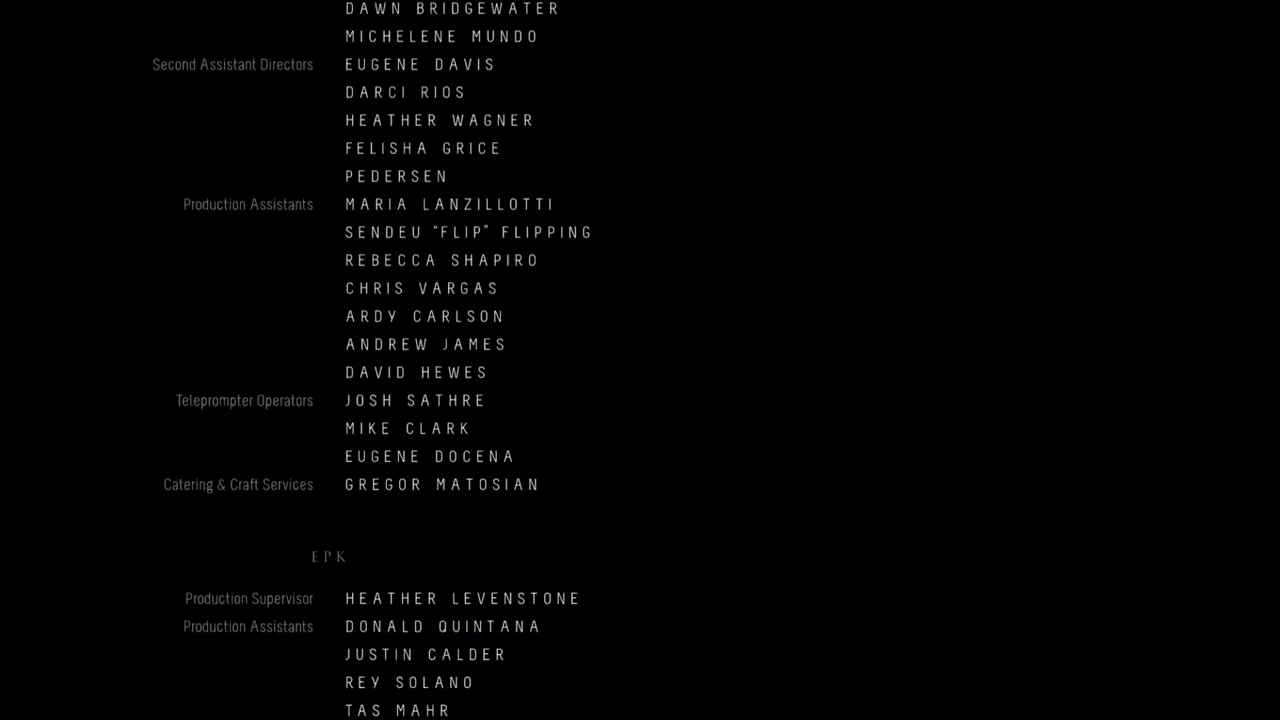 DAWN BRIDGEWATER
MICHELENE MUNDO
Second Assistant Directors EUGENE DAVIS
DARCI RIOS
HEATHER WAGNER
FELISHA GRICE
PEDERSEN
Production Assistants MARIA LANZILLOTTI
SENDEU “FLIP” FLIPPING
REBECCA SHAPIRO
CHRIS VARGAS
ARDY CARLSON
ANDREW JAMES
DAVID HEWES
Teleprompter Operators JOSH SATHRE
MIKE CLARK
EUGENE DOCENA
Catering & Craft Services GREGOR MATOSIAN
EPK
Production Supervisor HEATHER LEVENSTONE
Production Assistants DONALD QUINTANA
JUSTIN CALDER
REY SOLANO
TAS MAHR